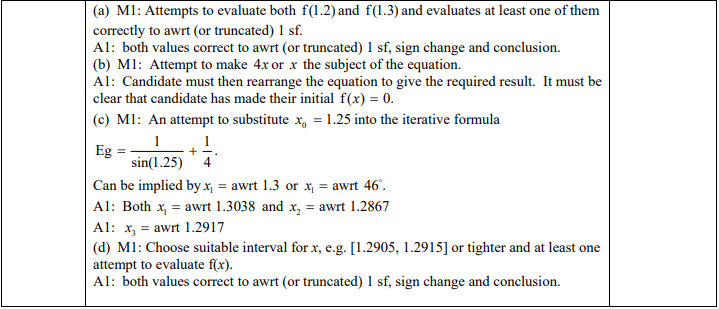 (a) M1: Attempts to evaluate both f(1.2) and f(1.3) and evaluates at least one of them
correctly to awrt (or truncated) 1 sf.
A1: both values correct to awrt (or truncated) 1 sf, sign change and conclusion.
(b) M1: Attempt to make 4x or x the subject of the equation.
A1: Candidate must then rearrange the equation to give the required result. It must be
clear that candidate has made their initial f(x) = 0.
(c) M1: An attempt to substitute x₀ = 1.25 into the iterative formula
Eg = 1/sin(1.25) + 1/4.
Can be implied by x₁ = awrt 1.3 or x₁ = awrt 46°.
A1: Both x₁ = awrt 1.3038 and x₂ = awrt 1.2867
A1: x₃ = awrt 1.2917
(d) M1: Choose suitable interval for x, e.g. [1.2905, 1.2915] or tighter and at least one
attempt to evaluate f(x).
A1: both values correct to awrt (or truncated) 1 sf, sign change and conclusion.